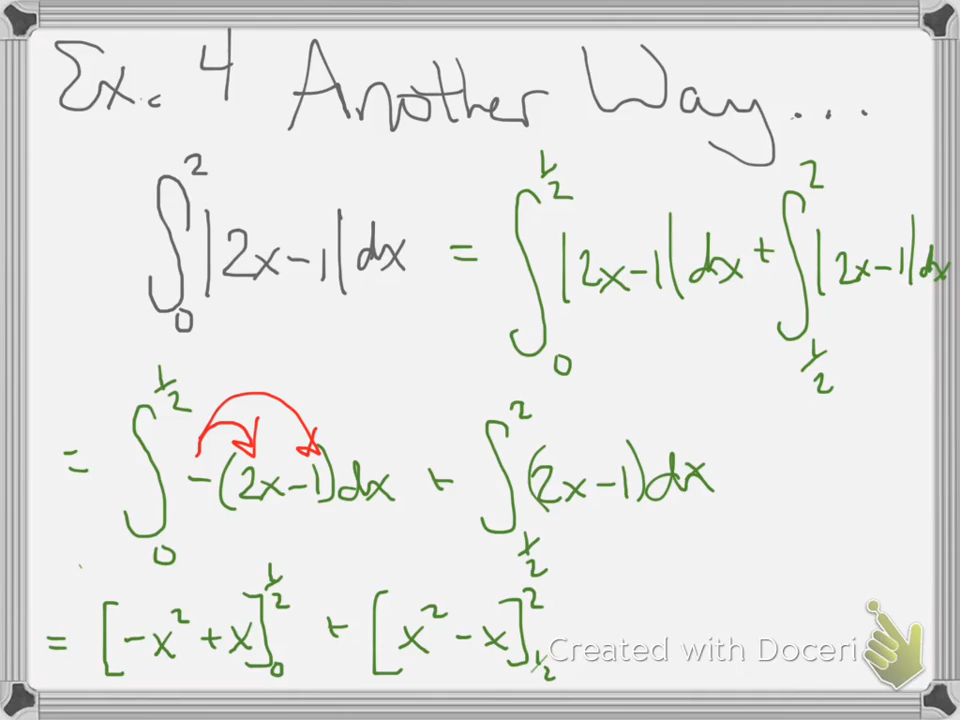 Ex. 4 Another Way...
∫₀² |2x-1| dx = ∫₀^½ |2x-1| dx + ∫_½² |2x-1| dx
= ∫₀^½ -(2x-1) dx + ∫_½² (2x-1) dx
= [-x²+x]₀^½ + [x²-x]_½²
Created with Doceri